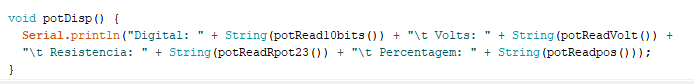 void potDisp() {
Serial.println("Digital: " + String(potRead10bits()) + "\t Volts: " + String(potReadVolt()) +
"\t Resistencia: " + String(potReadRpot23()) + "\t Percentagem: " + String(potReadpos()));
}